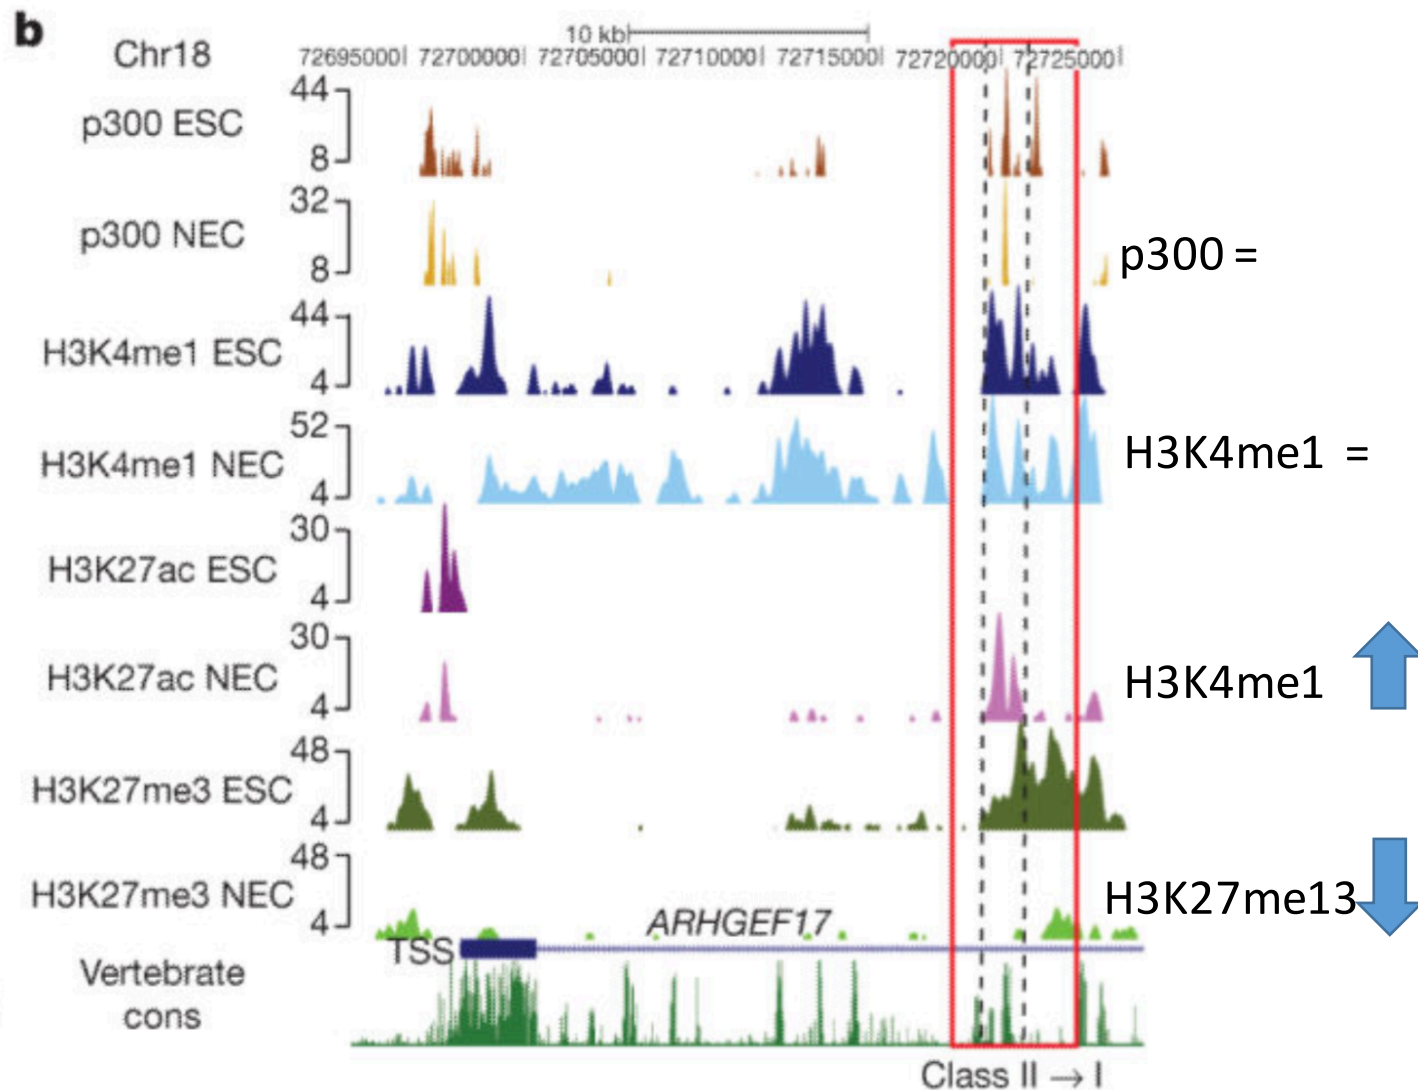 b
Chr18
10 kb
72695000| 72700000| 72705000| 72710000| 72715000| 72720000| 72725000|
p300 ESC
44
8
p300 NEC
32
8
p300 =
H3K4me1 ESC
44
4
H3K4me1 NEC
52
4
H3K4me1 =
H3K27ac ESC
30
4
H3K27ac NEC
30
4
H3K4me1
H3K27me3 ESC
48
4
H3K27me3 NEC
48
4
H3K27me13
ARHGEF17
TSS
Vertebrate
cons
Class II → I